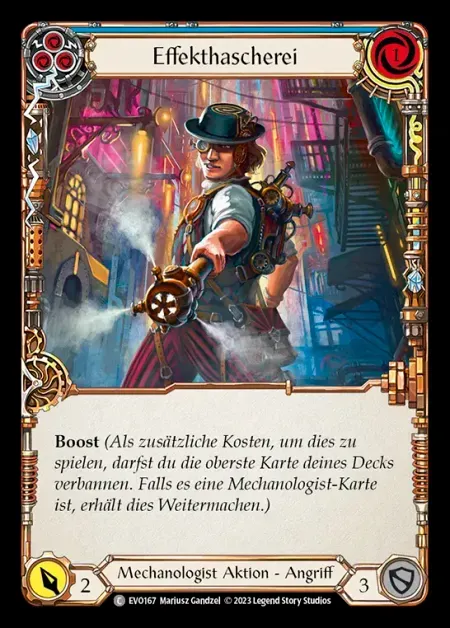 Effekthascherei
1
Boost (Als zusätzliche Kosten, um dies zu
spielen, darfst du die oberste Karte deines Decks
verbannen. Falls es eine Mechanologist-Karte
ist, erhält dies Weitermachen.)
2
Mechanologist Aktion - Angriff
3
C EVO167 Mariusz Gandzel © 2023 Legend Story Studios